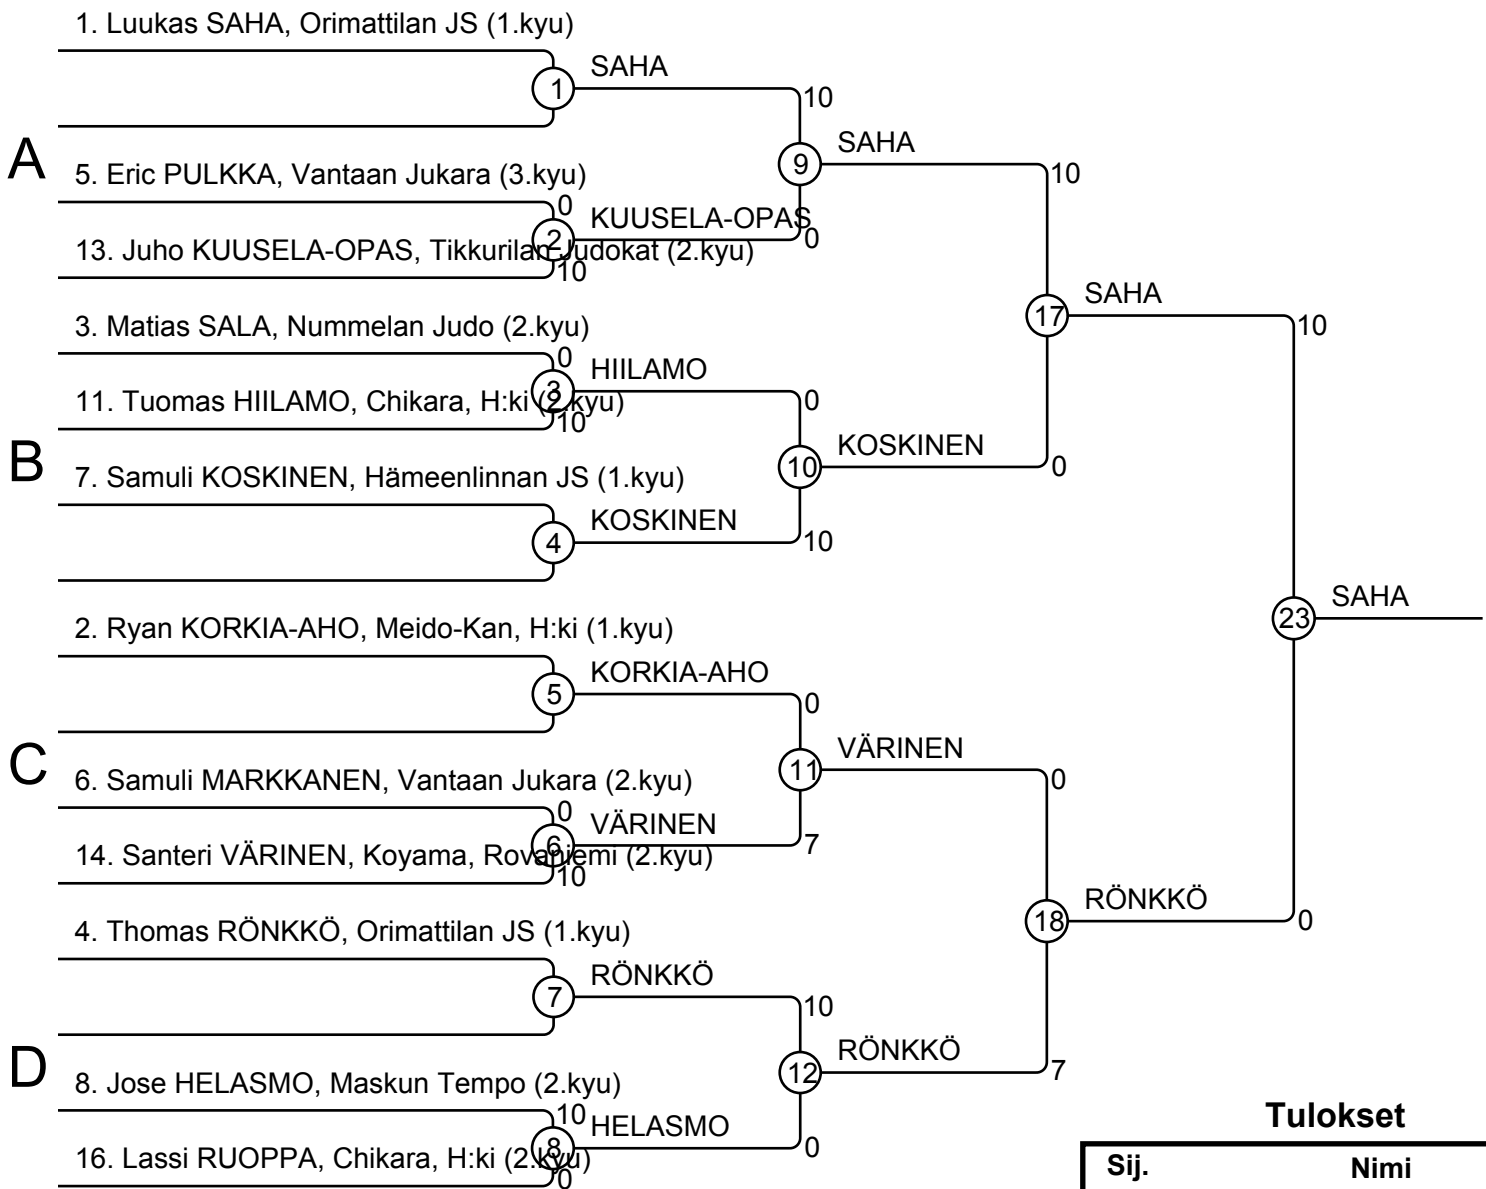 1. Luukas SAHA, Orimattilan JS (1.kyu)
1
SAHA
10
A
5. Eric PULKKA, Vantaan Jukara (3.kyu)
0
2
KUUSELA-OPAS
0
13. Juho KUUSELA-OPAS, Tikkurilan Judokat (2.kyu)
10
9
SAHA
10
3. Matias SALA, Nummelan Judo (2.kyu)
0
3
HIILAMO
0
11. Tuomas HIILAMO, Chikara, H:ki (2.kyu)
10
B
7. Samuli KOSKINEN, Hämeenlinnan JS (1.kyu)
4
KOSKINEN
10
10
KOSKINEN
0
17
SAHA
10
2. Ryan KORKIA-AHO, Meido-Kan, H:ki (1.kyu)
5
KORKIA-AHO
0
C
6. Samuli MARKKANEN, Vantaan Jukara (2.kyu)
0
6
VÄRINEN
7
14. Santeri VÄRINEN, Koyama, Rovaniemi (2.kyu)
10
11
VÄRINEN
0
23
SAHA
4. Thomas RÖNKKÖ, Orimattilan JS (1.kyu)
7
RÖNKKÖ
10
D
8. Jose HELASMO, Maskun Tempo (2.kyu)
10
8
HELASMO
0
16. Lassi RUOPPA, Chikara, H:ki (2.kyu)
0
12
RÖNKKÖ
7
18
RÖNKKÖ
0
Tulokset
Sij. Nimi